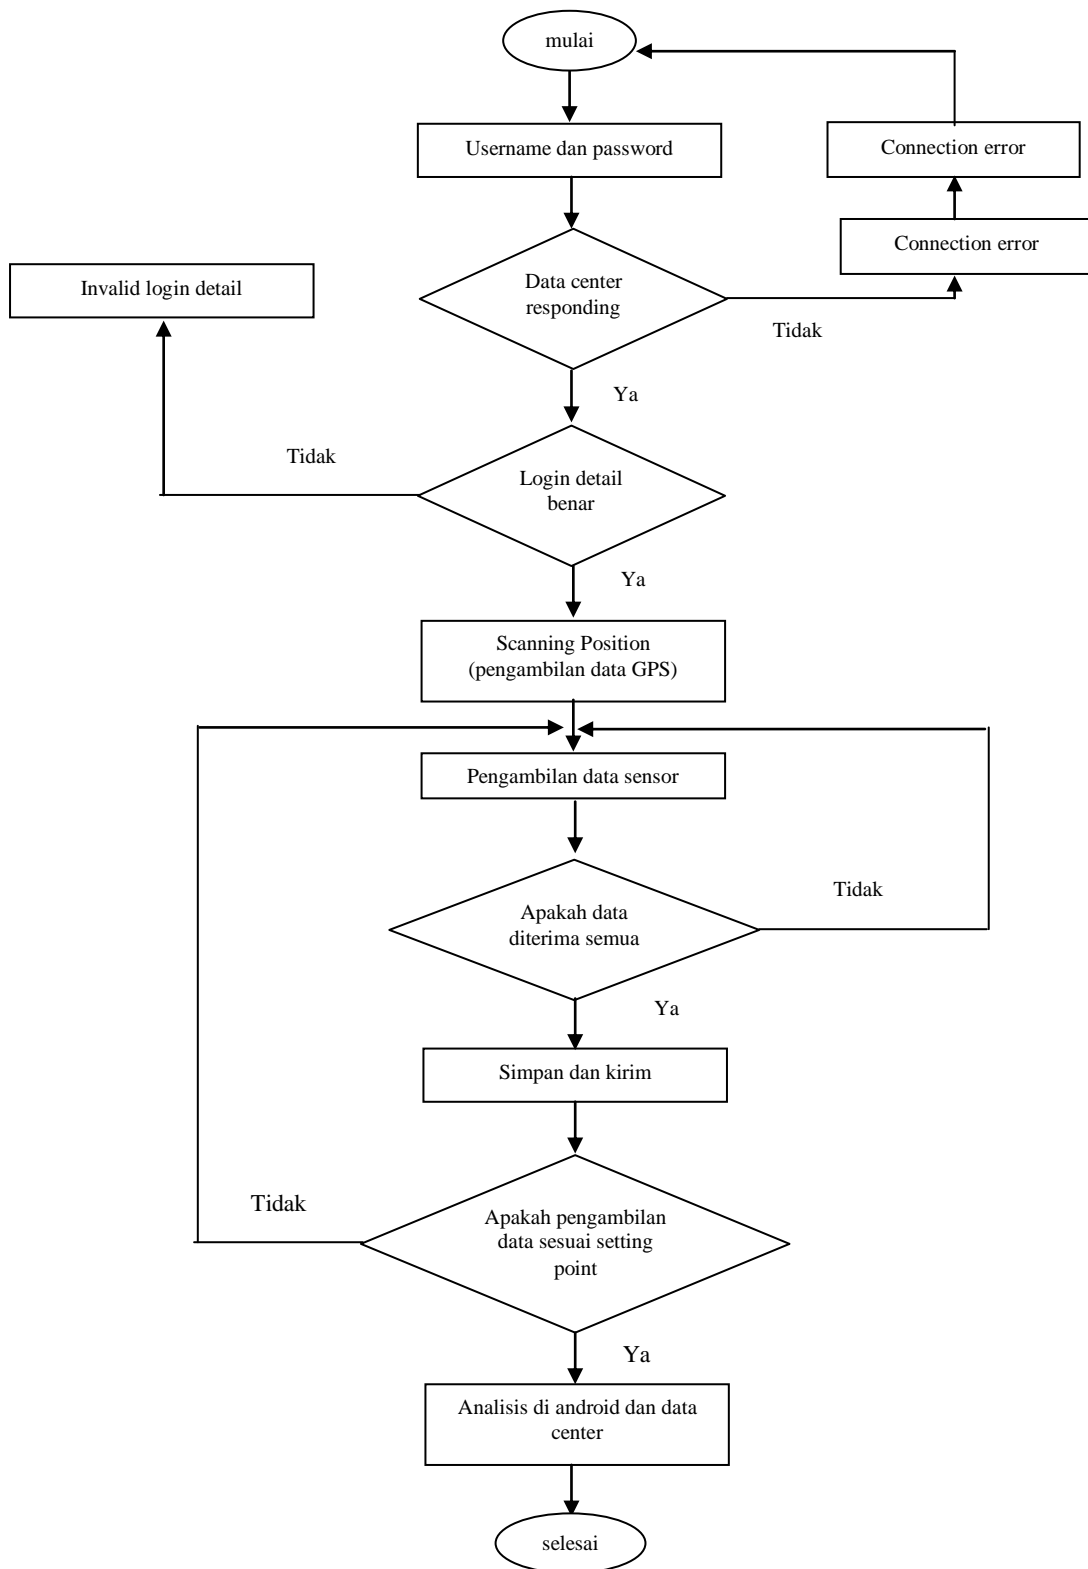 mulai
Username dan password
Connection error
Connection error
Data center
responding
Invalid login detail
Tidak
Ya
Tidak
Login detail
benar
Ya
Scanning Position
(pengambilan data GPS)
Pengambilan data sensor
Apakah data
diterima semua
Tidak
Ya
Simpan dan kirim
Tidak
Apakah pengambilan
data sesuai setting
point
Ya
Analisis di android dan data
center
selesai